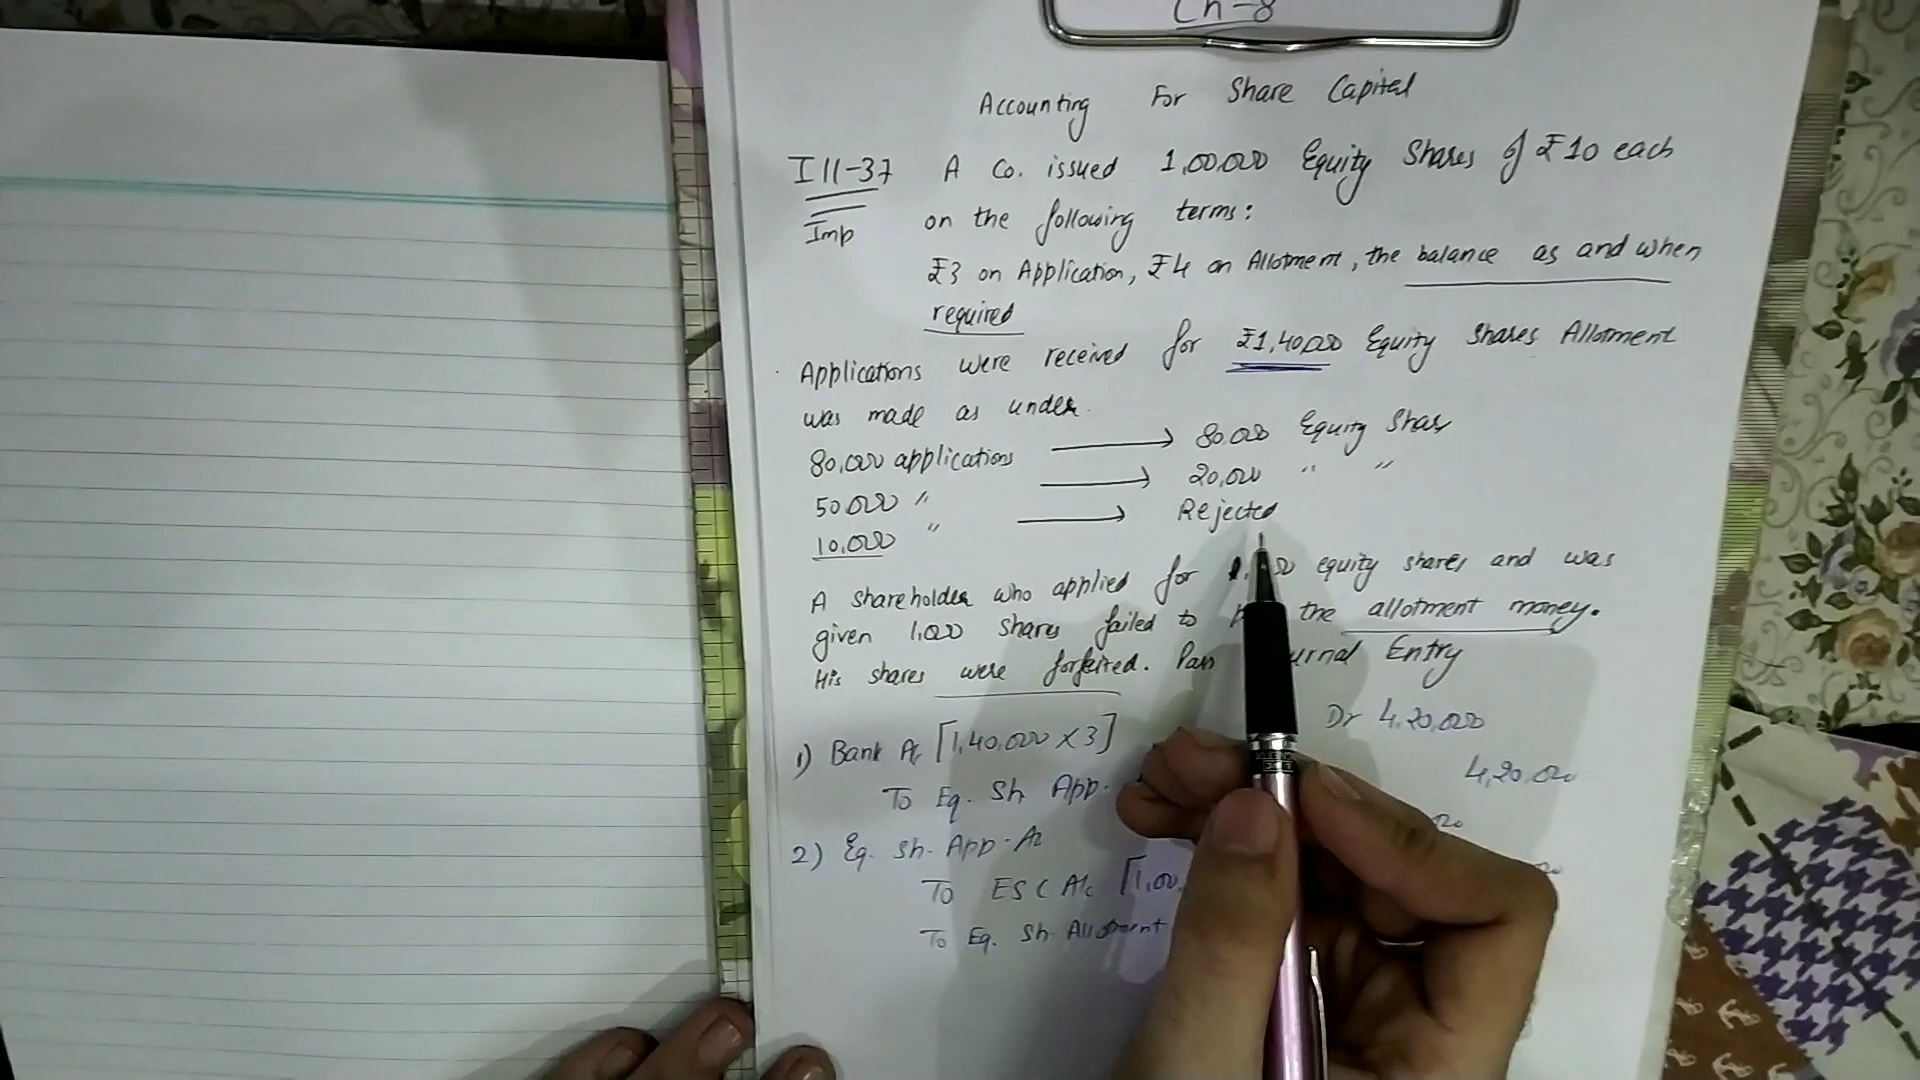 Ch-8
Accounting For Share Capital
Ill-37 A Co. issued 1,00,000 Equity Shares of ₹10 each
Imp on the following terms:
₹3 on Application, ₹4 on Allotment, the balance as and when
required
Applications were received for ₹1,40,000 Equity Shares Allotment
was made as under.
80,000 applications → 80,000 Equity Shares
50,000 " → 20,000 " "
10,000 " → Rejected
A shareholder who applied for equity shares and was
given 1,000 shares failed to the allotment money.
His shares were forfeited. Pass Entry
1) Bank A/c [1,40,000 X 3] Dr 4,20,000
To Eq. Sh App. 4,20,000
2) Eq. Sh. App. A/c
To ESC A/c [1,00,
To Eq. Sh. Allotment